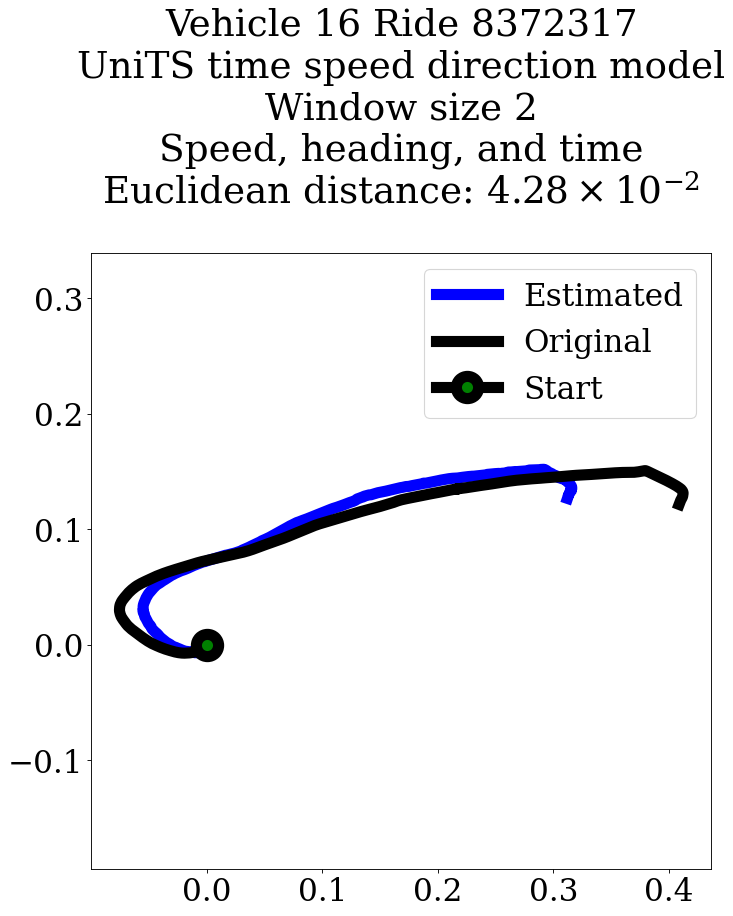 Vehicle 16 Ride 8372317
UniTS time speed direction model
Window size 2
Speed, heading, and time
Euclidean distance: 4.28 × 10⁻²
Estimated
Original
Start
0.3
0.2
0.1
0.0
−0.1
0.0 0.1 0.2 0.3 0.4